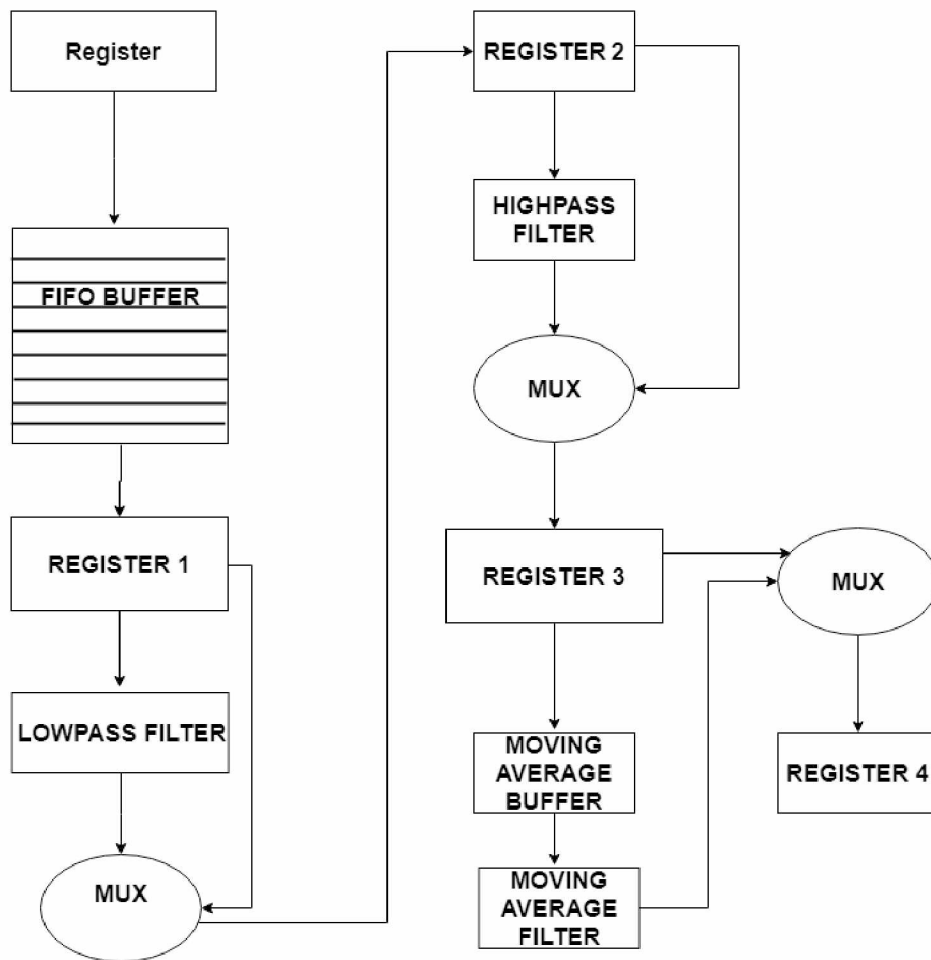 Register
FIFO BUFFER
REGISTER 1
LOWPASS FILTER
MUX
REGISTER 2
HIGHPASS
FILTER
MUX
REGISTER 3
MUX
MOVING
AVERAGE
BUFFER
REGISTER 4
MOVING
AVERAGE
FILTER